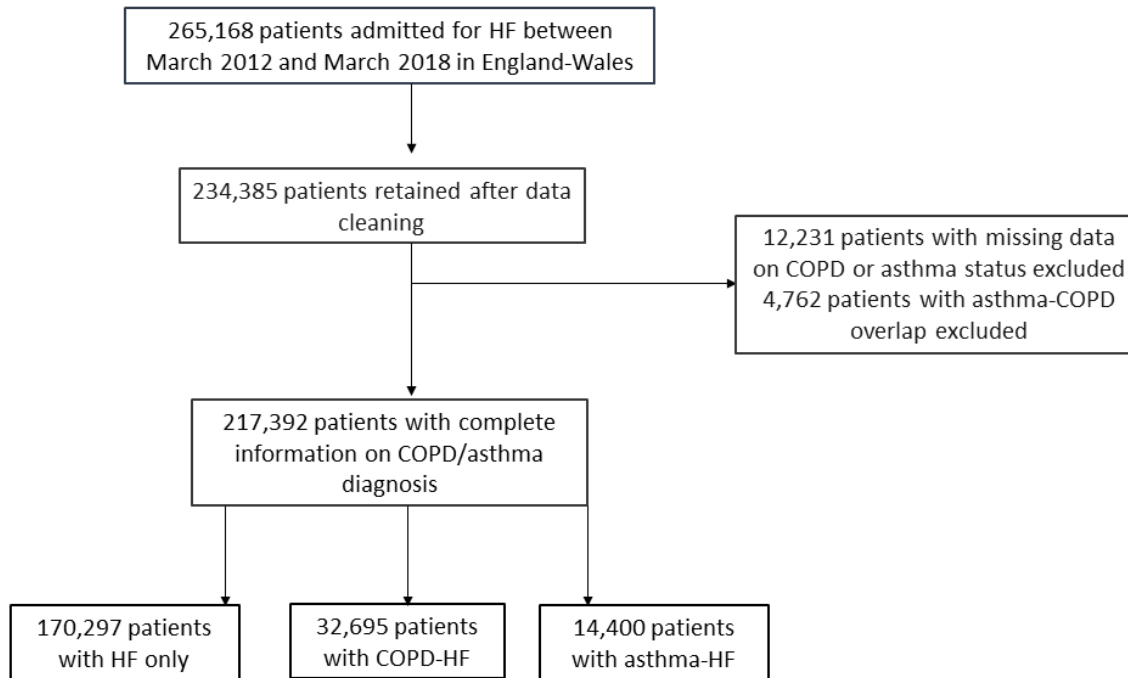 265,168 patients admitted for HF between
March 2012 and March 2018 in England-Wales
234,385 patients retained after data
cleaning
12,231 patients with missing data
on COPD or asthma status excluded
4,762 patients with asthma-COPD
overlap excluded
217,392 patients with complete
information on COPD/asthma
diagnosis
170,297 patients
with HF only
32,695 patients
with COPD-HF
14,400 patients
with asthma-HF